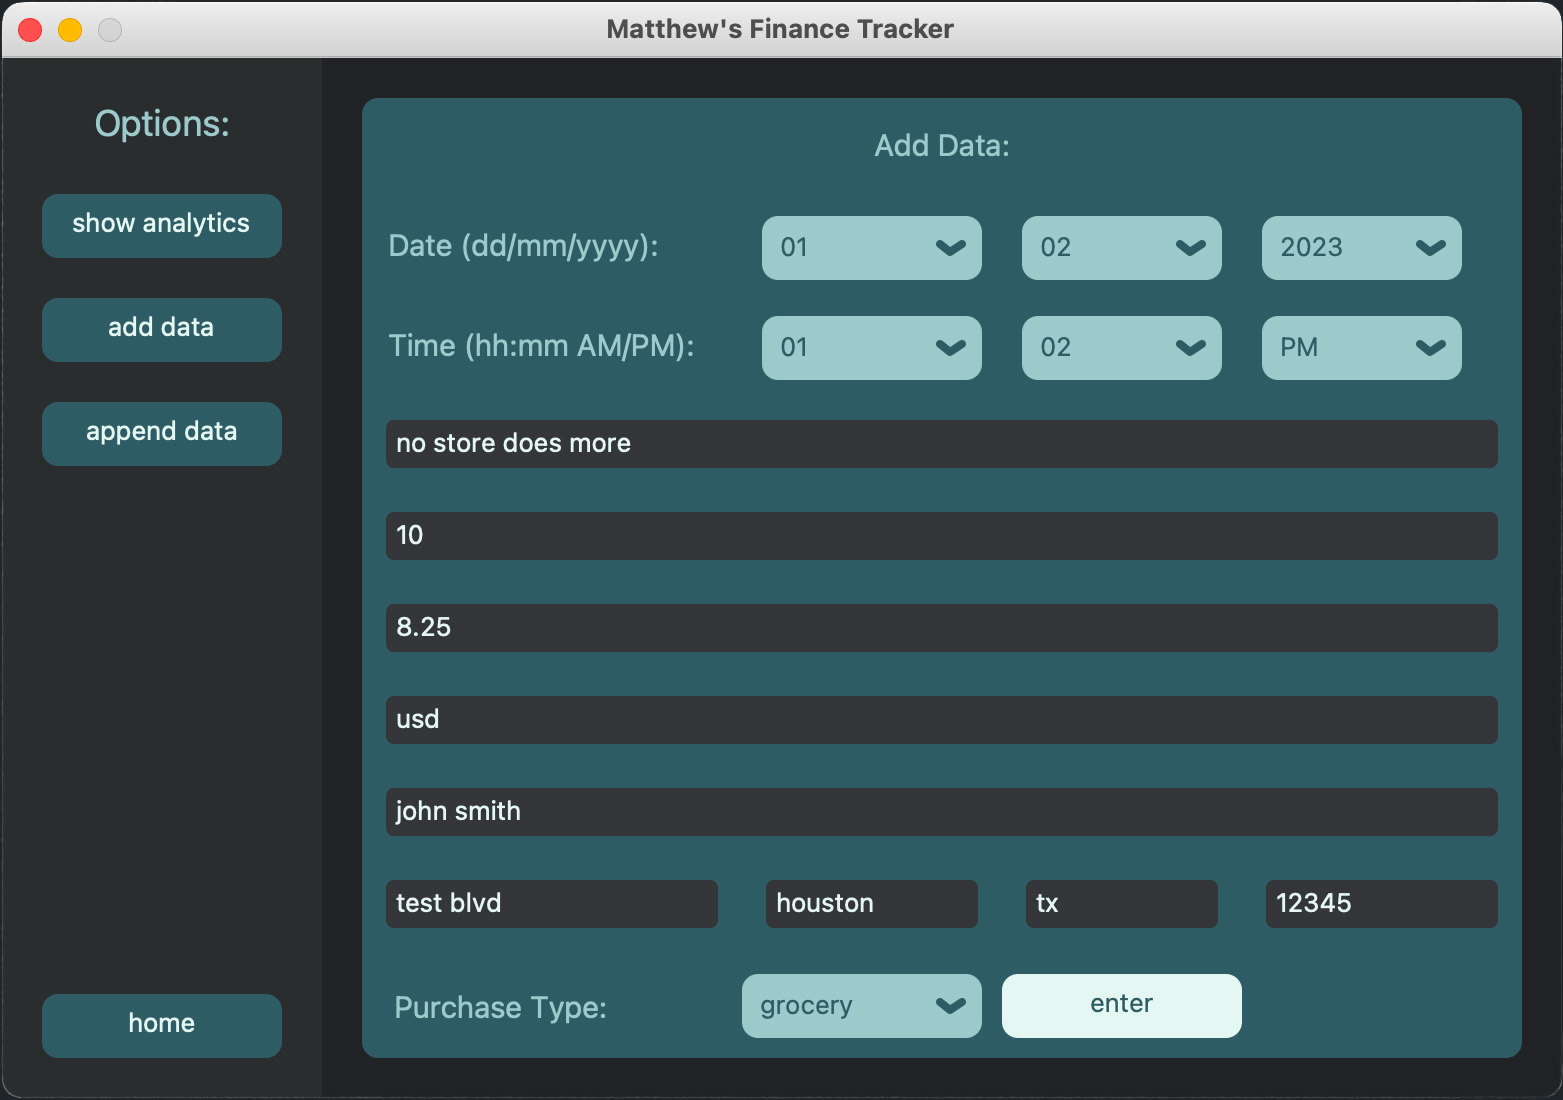 Matthew's Finance Tracker
Options:
show analytics
add data
append data
home
Add Data:
Date (dd/mm/yyyy): 01 02 2023
Time (hh:mm AM/PM): 01 02 PM
no store does more
10
8.25
usd
john smith
test blvd houston tx 12345
Purchase Type: grocery enter